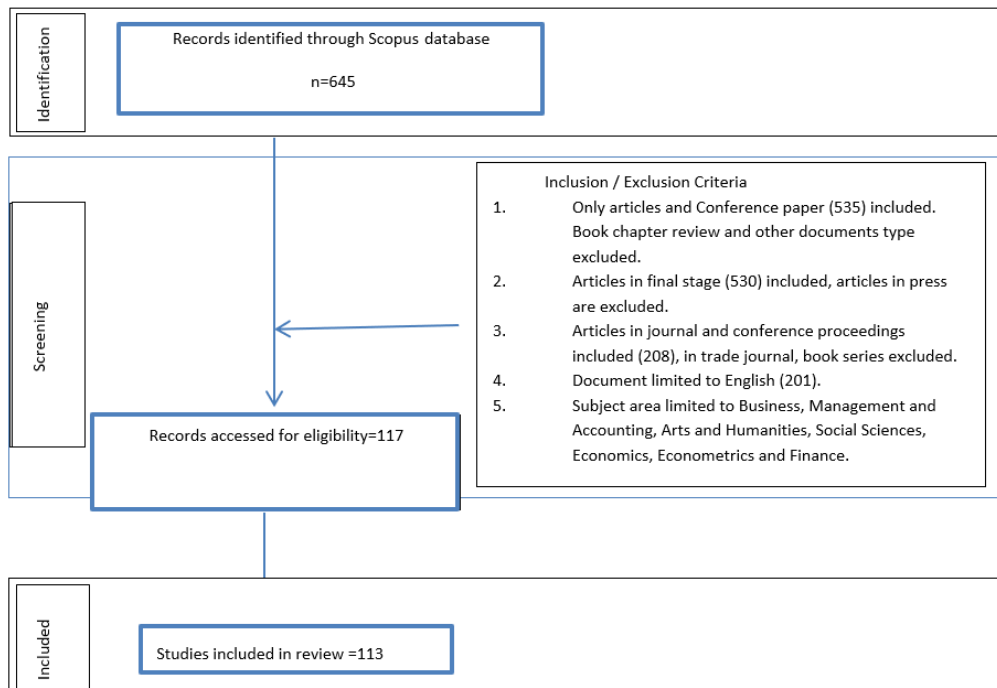 Identification
Records identified through Scopus database
n=645
Screening
Inclusion / Exclusion Criteria
1. Only articles and Conference paper (535) included.
Book chapter review and other documents type
excluded.
2. Articles in final stage (530) included, articles in press
are excluded.
3. Articles in journal and conference proceedings
included (208), in trade journal, book series excluded.
4. Document limited to English (201).
5. Subject area limited to Business, Management and
Accounting, Arts and Humanities, Social Sciences,
Economics, Econometrics and Finance.
Records accessed for eligibility=117
Included
Studies included in review =113